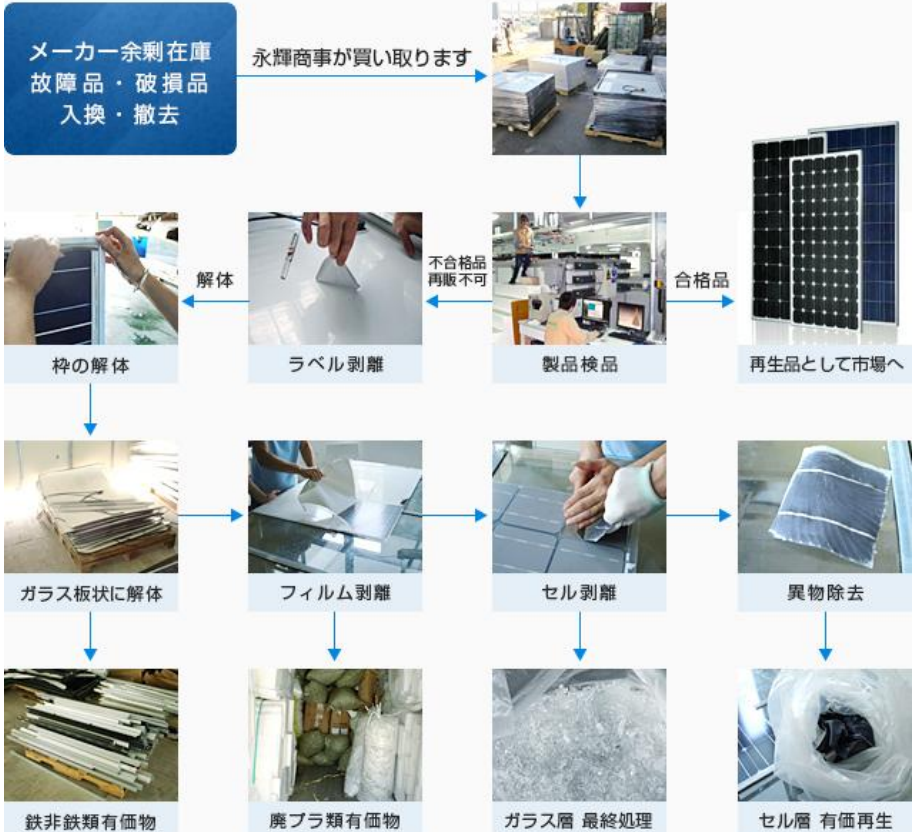 メーカー余剰在庫
故障品・破損品
入換・撤去
永輝商事が買い取ります
解体
不合格品
再販不可
合格品
枠の解体
ラベル剥離
製品検品
再生品として市場へ
ガラス板状に解体
フィルム剥離
セル剥離
異物除去
鉄非鉄類有価物
廃プラ類有価物
ガラス層 最終処理
セル層 有価再生